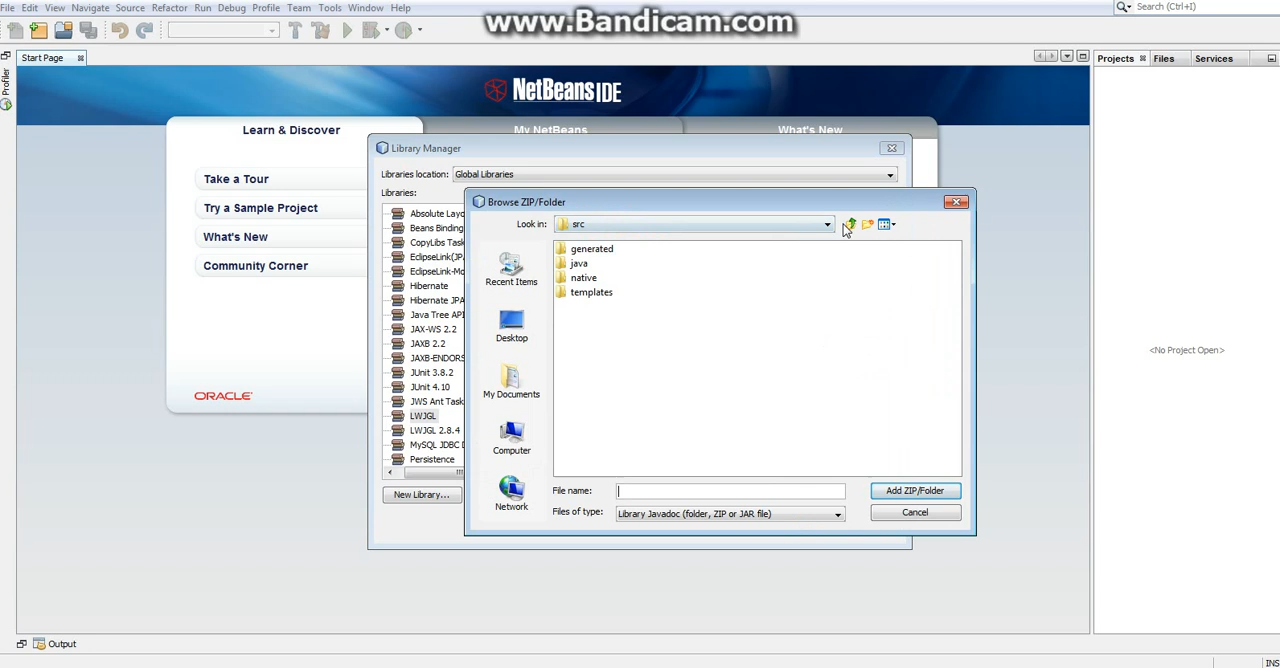 File Edit View Navigate Source Refactor Run Debug Profile Team Tools Window Help
www.Bandicam.com
Search (Ctrl+I)
Start Page
Projects Files Services
Profiler
NetBeans IDE
Learn & Discover
My NetBeans
What's New
Take a Tour
Try a Sample Project
What's New
Community Corner
ORACLE
Library Manager
Libraries location: Global Libraries
Libraries:
Absolute Layo
Beans Binding
CopyLibs Task
EclipseLink(JPA
EclipseLink-Mo
Hibernate
Hibernate JPA
Java Tree API
JAX-WS 2.2
JAXB 2.2
JAXB-ENDORS
JUnit 3.8.2
JUnit 4.10
JWS Ant Task
LWJGL
LWJGL 2.8.4
MySQL JDBC D
Persistence
New Library...
Browse ZIP/Folder
Look in: src
Recent Items
Desktop
My Documents
Computer
Network
generated
java
native
templates
File name:
Add ZIP/Folder
Files of type: Library Javadoc (folder, ZIP or JAR file)
Cancel
<No Project Open>
Output
INS